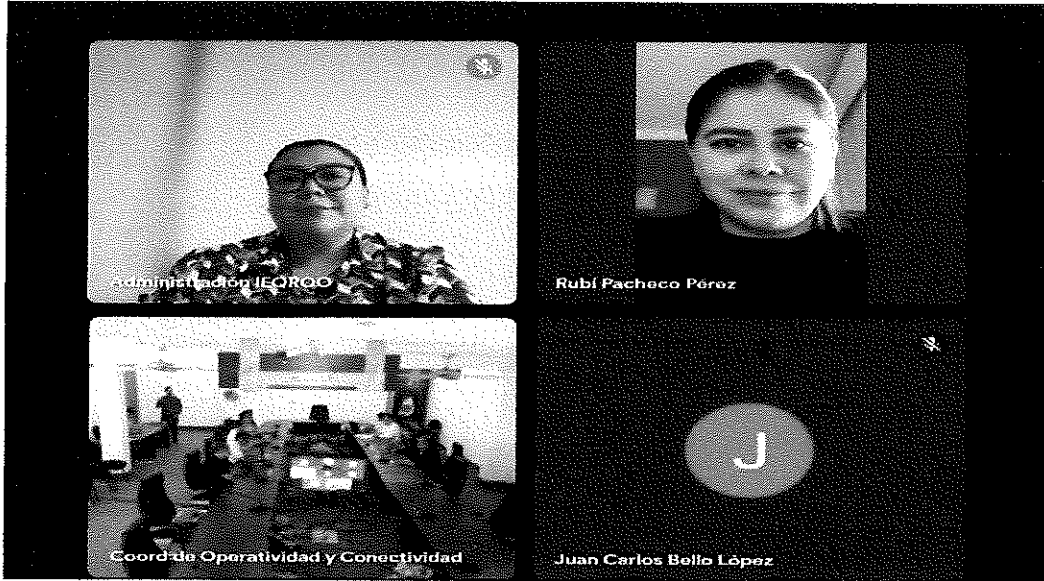 Administración IEQROO
Rubí Pacheco Pérez
Coord de Operatividad y Conectividad
J
Juan Carlos Bello López